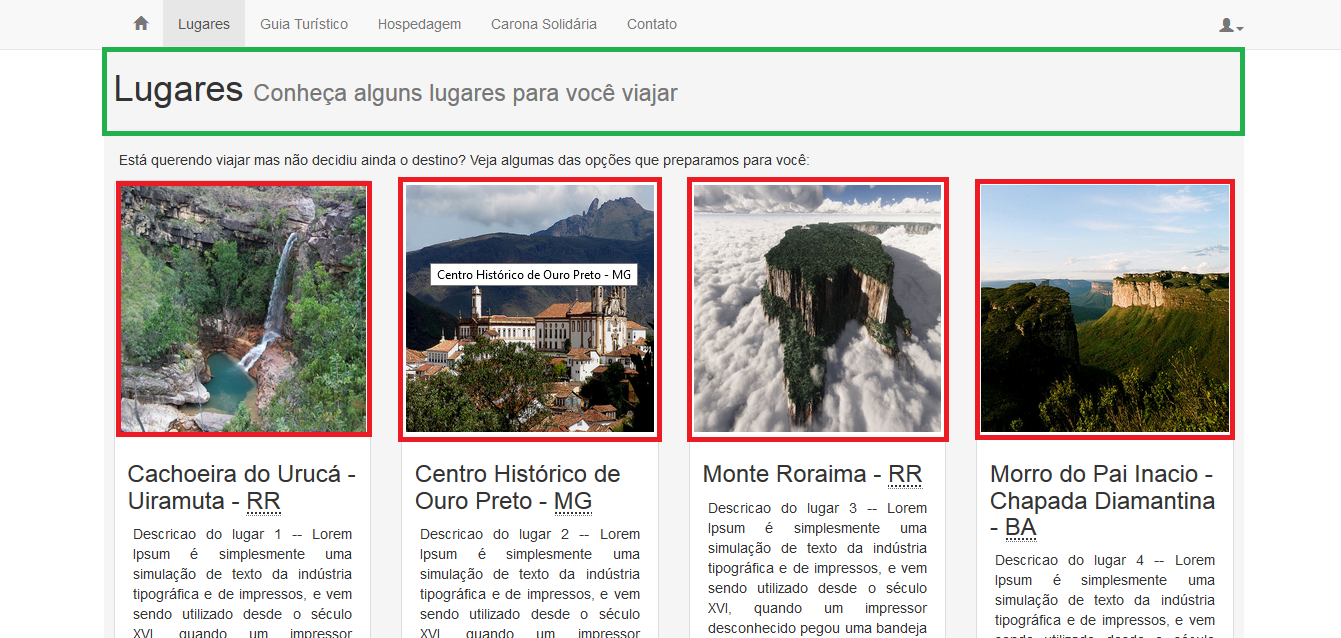 Lugares Guia Turístico Hospedagem Carona Solidária Contato
Lugares Conheça alguns lugares para você viajar
Está querendo viajar mas não decidiu ainda o destino? Veja algumas das opções que preparamos para você:
Centro Histórico de Ouro Preto - MG
Cachoeira do Urucá -
Uiramuta - RR
Descricao do lugar 1 -- Lorem
Ipsum é simplesmente uma
simulação de texto da indústria
tipográfica e de impressos, e vem
sendo utilizado desde o século
XVI, quando um impressor
Centro Histórico de
Ouro Preto - MG
Descricao do lugar 2 -- Lorem
Ipsum é simplesmente uma
simulação de texto da indústria
tipográfica e de impressos, e vem
sendo utilizado desde o século
XVI, quando um impressor
Monte Roraima - RR
Descricao do lugar 3 -- Lorem
Ipsum é simplesmente uma
simulação de texto da indústria
tipográfica e de impressos, e vem
sendo utilizado desde o século
XVI, quando um impressor
desconhecido pegou uma bandeja
Morro do Pai Inacio -
Chapada Diamantina
- BA
Descricao do lugar 4 -- Lorem
Ipsum é simplesmente uma
simulação de texto da indústria
tipográfica e de impressos, e vem